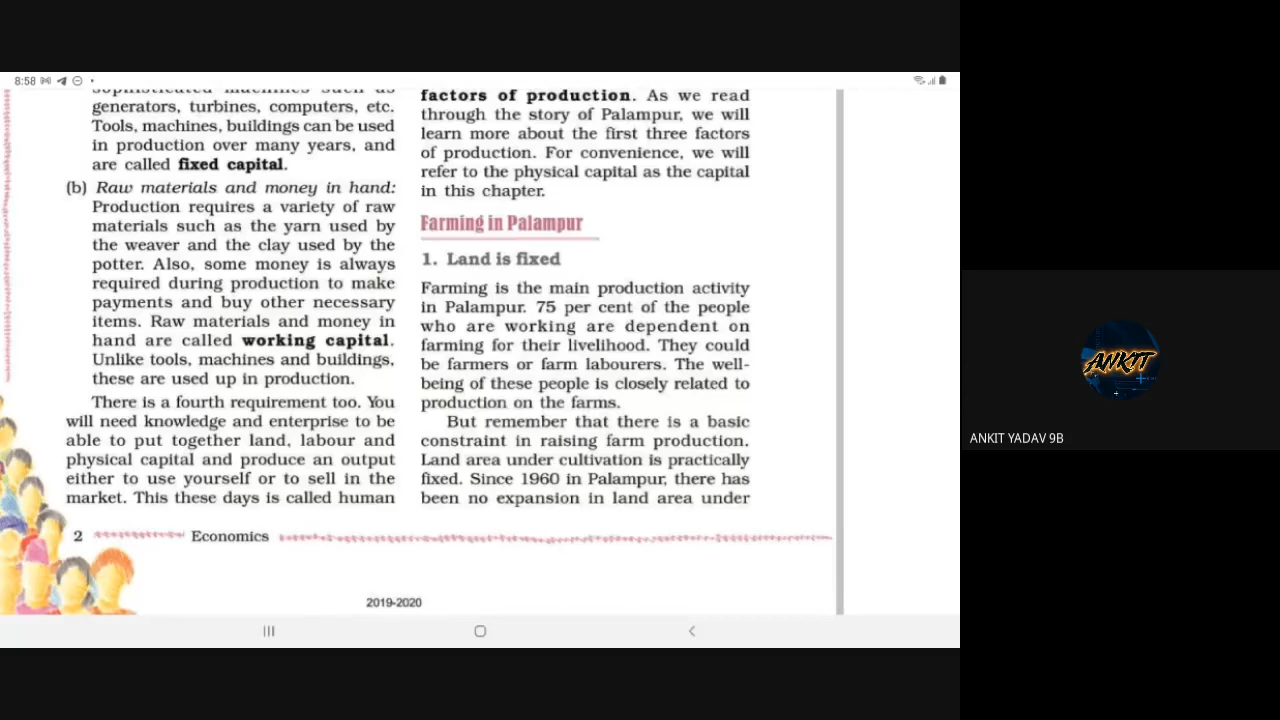 8:58
sophisticated machines such as
generators, turbines, computers, etc.
Tools, machines, buildings can be used
in production over many years, and
are called fixed capital.
(b) Raw materials and money in hand:
Production requires a variety of raw
materials such as the yarn used by
the weaver and the clay used by the
potter. Also, some money is always
required during production to make
payments and buy other necessary
items. Raw materials and money in
hand are called working capital.
Unlike tools, machines and buildings,
these are used up in production.
There is a fourth requirement too. You
will need knowledge and enterprise to be
able to put together land, labour and
physical capital and produce an output
either to use yourself or to sell in the
market. This these days is called human
factors of production. As we read
through the story of Palampur, we will
learn more about the first three factors
of production. For convenience, we will
refer to the physical capital as the capital
in this chapter.
Farming in Palampur
1. Land is fixed
Farming is the main production activity
in Palampur. 75 per cent of the people
who are working are dependent on
farming for their livelihood. They could
be farmers or farm labourers. The well-
being of these people is closely related to
production on the farms.
But remember that there is a basic
constraint in raising farm production.
Land area under cultivation is practically
fixed. Since 1960 in Palampur, there has
been no expansion in land area under
2 Economics
2019-2020
ANKIT
ANKIT YADAV 9B